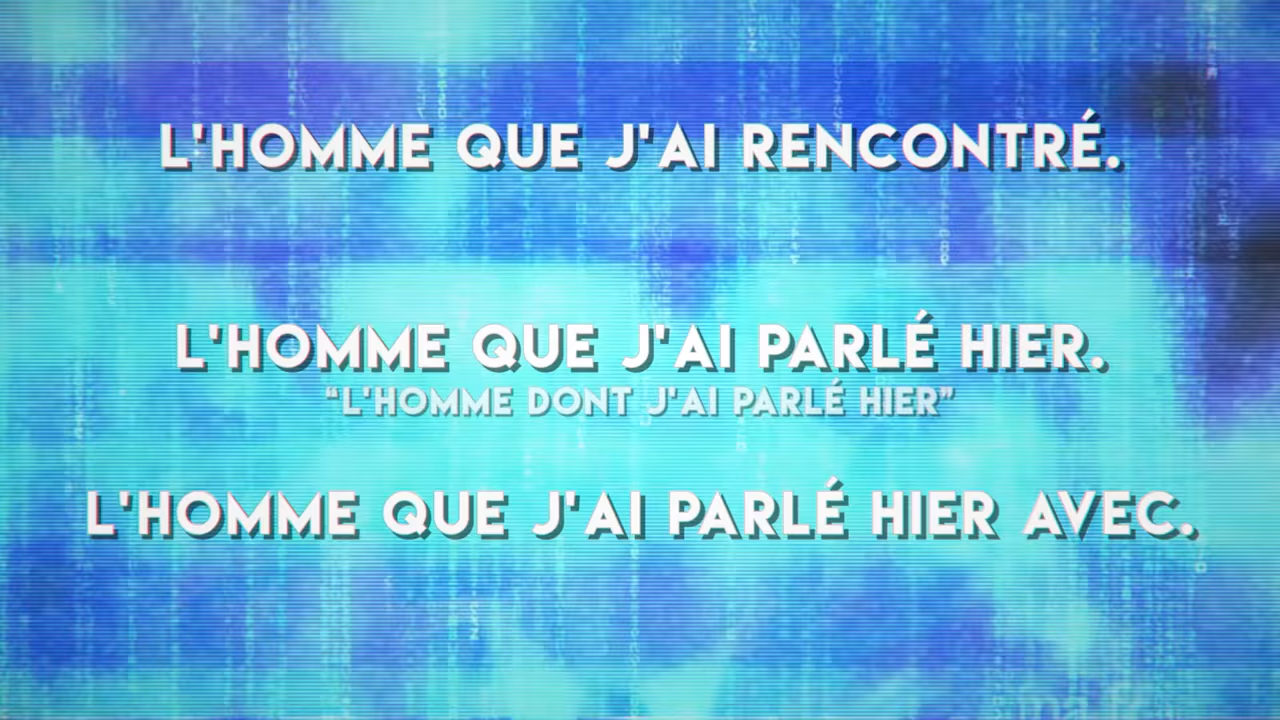 L'HOMME QUE J'AI RENCONTRÉ.
L'HOMME QUE J'AI PARLÉ HIER.
“L'HOMME DONT J'AI PARLÉ HIER”
L'HOMME QUE J'AI PARLÉ HIER AVEC.